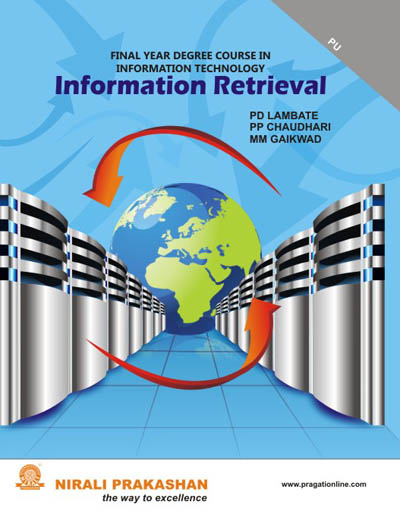 PU
FINAL YEAR DEGREE COURSE IN
INFORMATION TECHNOLOGY
Information Retrieval
PD LAMBATE
PP CHAUDHARI
MM GAIKWAD
NIRALI PRAKASHAN
the way to excellence
www.pragationline.com